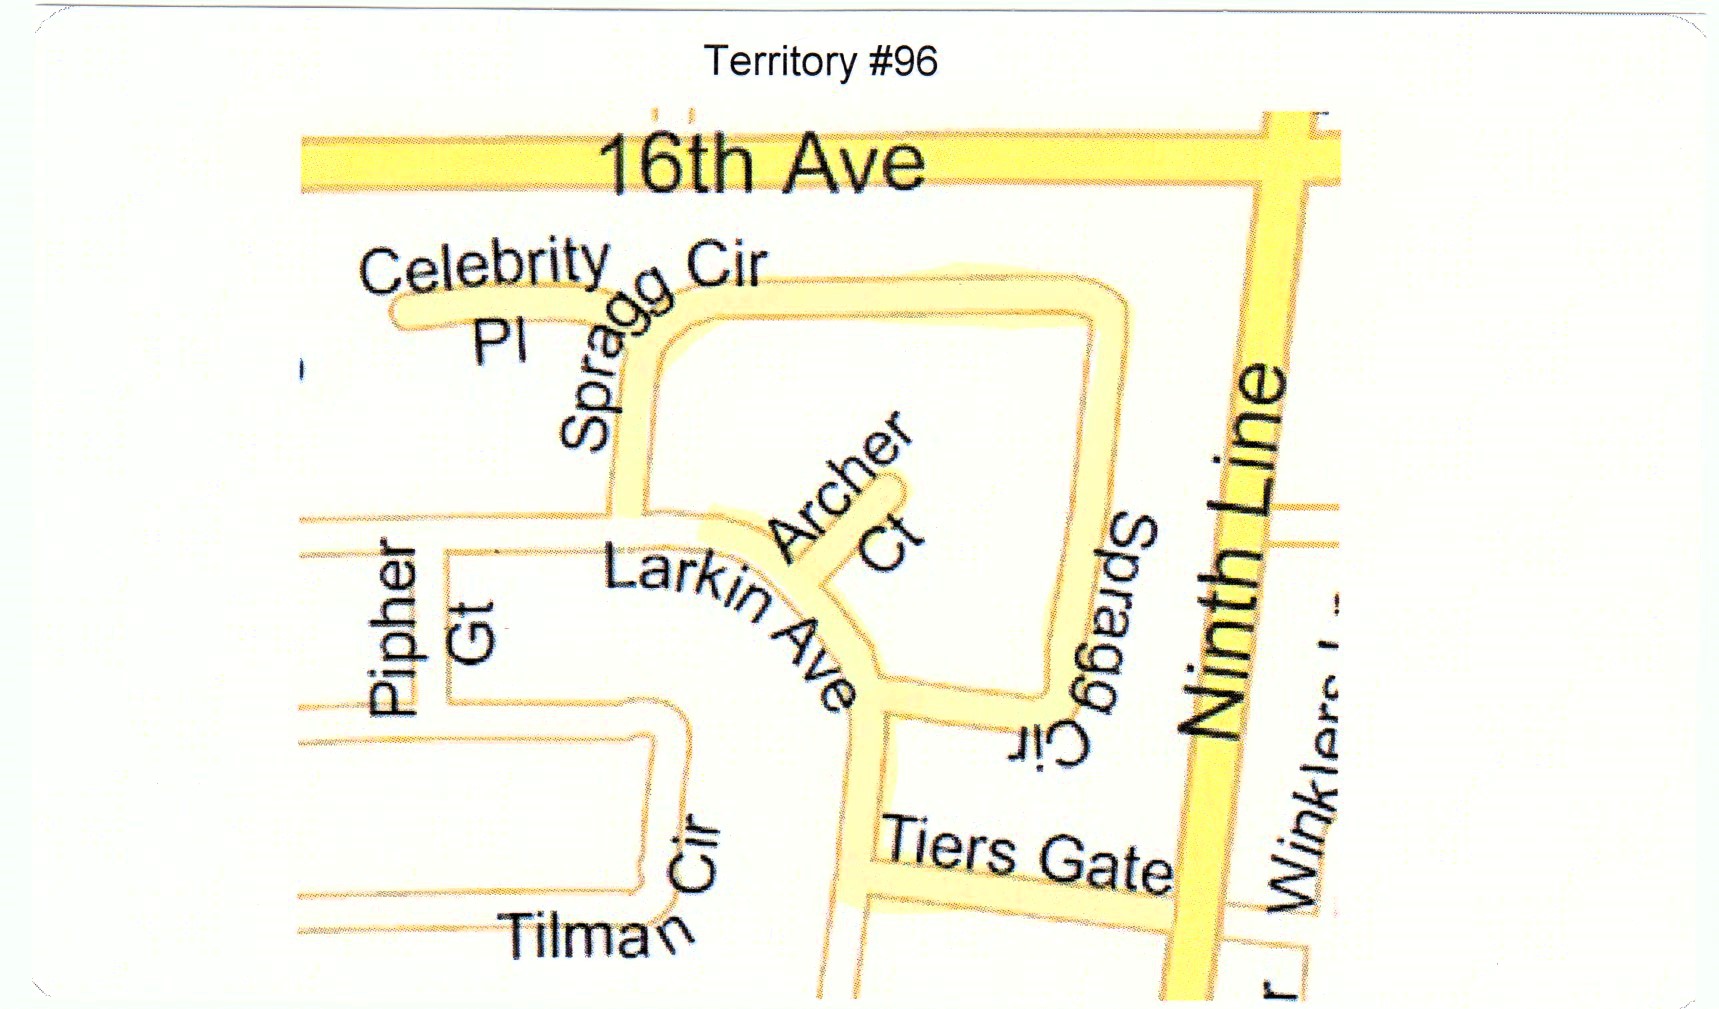 Territory #96
16th Ave
Celebrity
Pl
Spragg Cir
Archer
Ct
Larkin Ave
Pipher
Gt
Spragg
Cir
Ninth Line
Tiers Gate
Winklers
Cir
Tilman
r